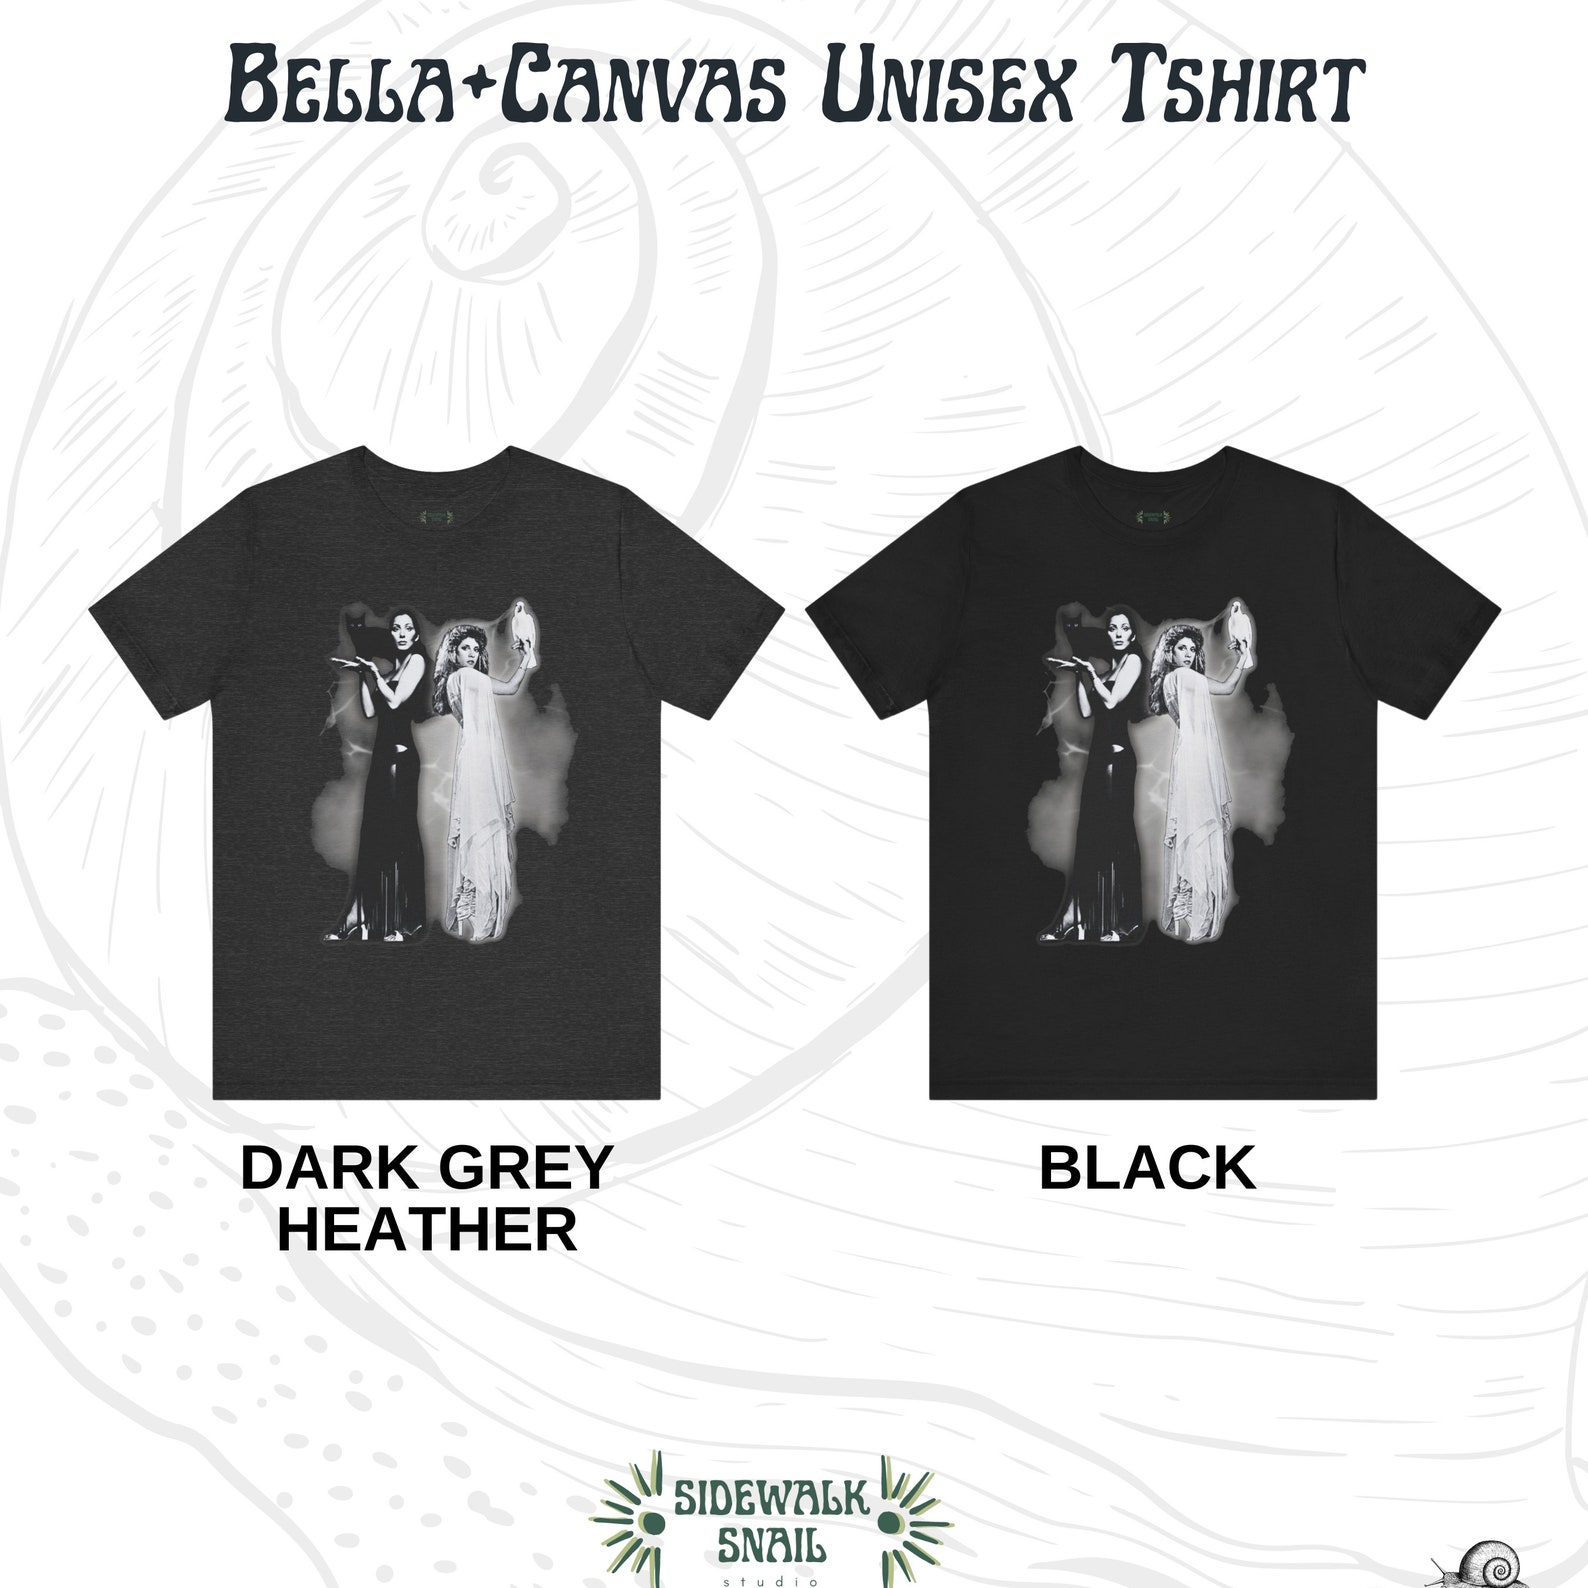 Bella+Canvas Unisex Tshirt
DARK GREY
HEATHER
BLACK
SIDEWALK
SNAIL
studio